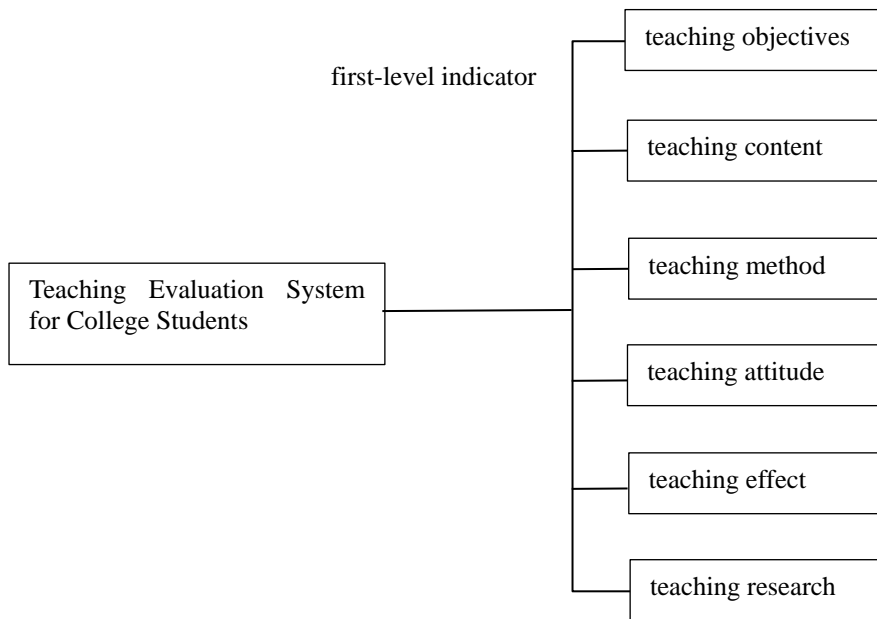 teaching objectives
first-level indicator
teaching content
teaching method
Teaching Evaluation System
for College Students
teaching attitude
teaching effect
teaching research